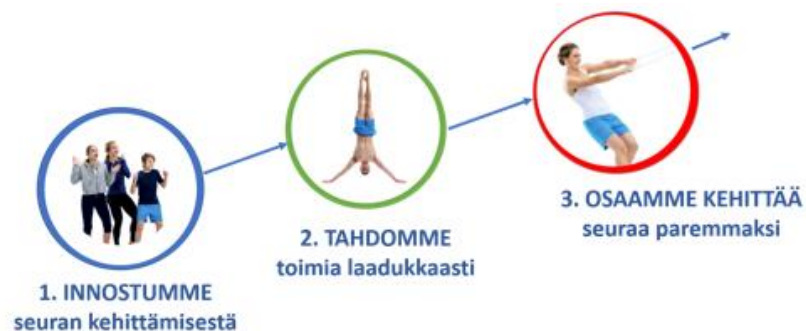 1. INNOSTUMME
seuran kehittämisestä
2. TAHDOMME
toimia laadukkaasti
3. OSAAMME KEHITTÄÄ
seuraa paremmaksi